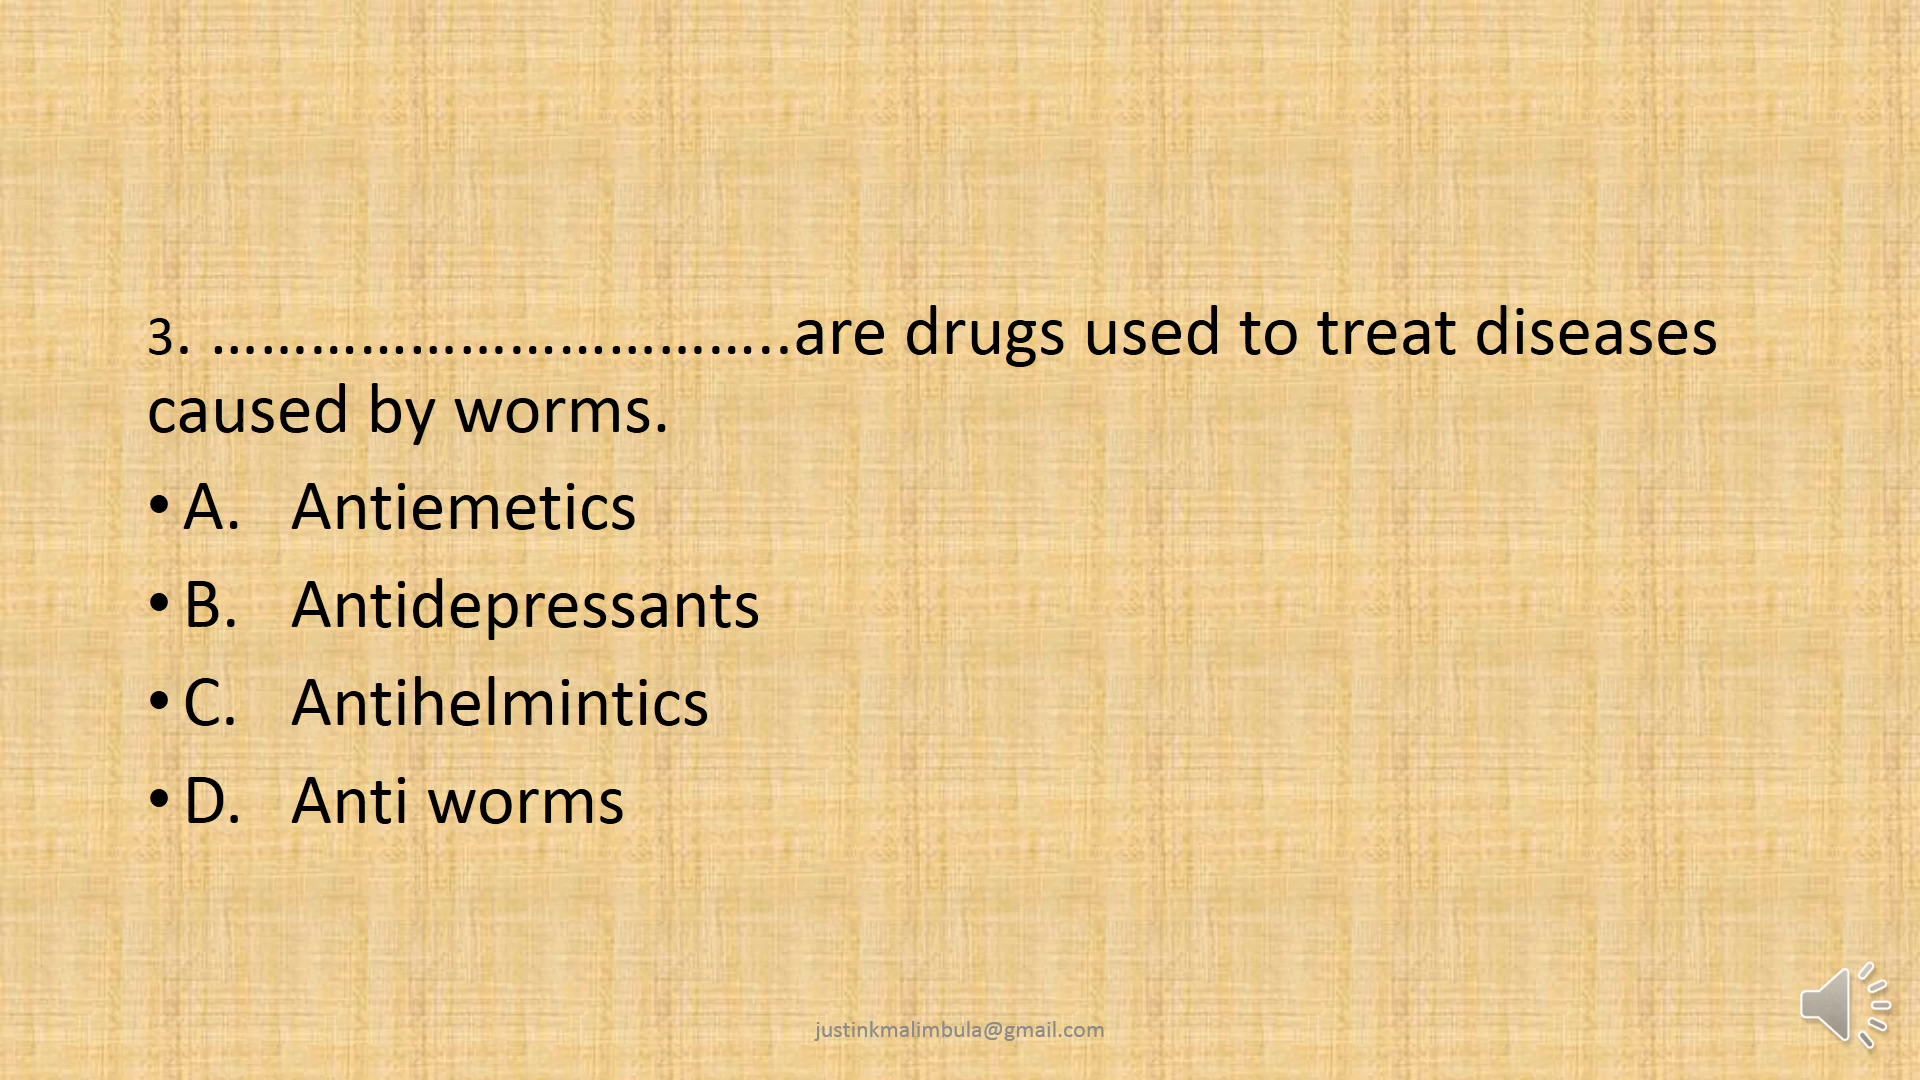 3. ……………………………..are drugs used to treat diseases
caused by worms.
• A. Antiemetics
• B. Antidepressants
• C. Antihelmintics
• D. Anti worms
justinkmalimbula@gmail.com